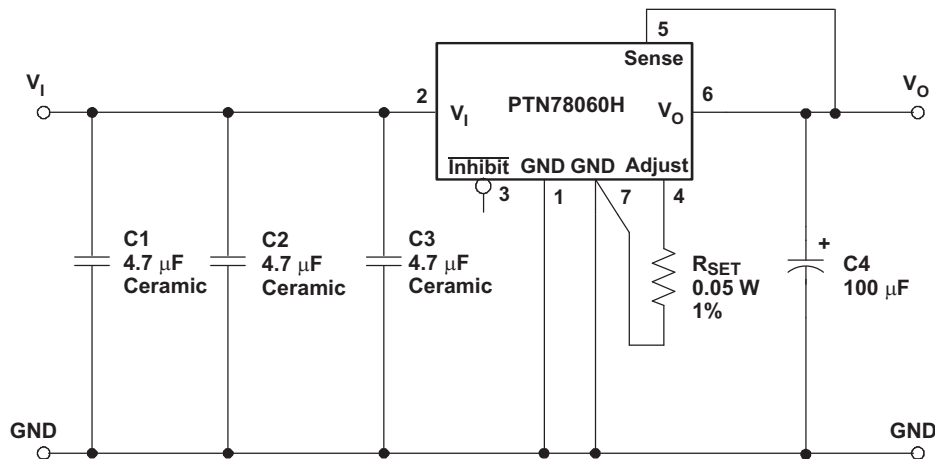 5
Sense
V_I
2
V_I
PTN78060H
V_O
6
V_O
Inhibit
GND
GND
Adjust
3
1
7
4
C1
4.7 μF
Ceramic
C2
4.7 μF
Ceramic
C3
4.7 μF
Ceramic
R_SET
0.05 W
1%
+
C4
100 μF
GND
GND